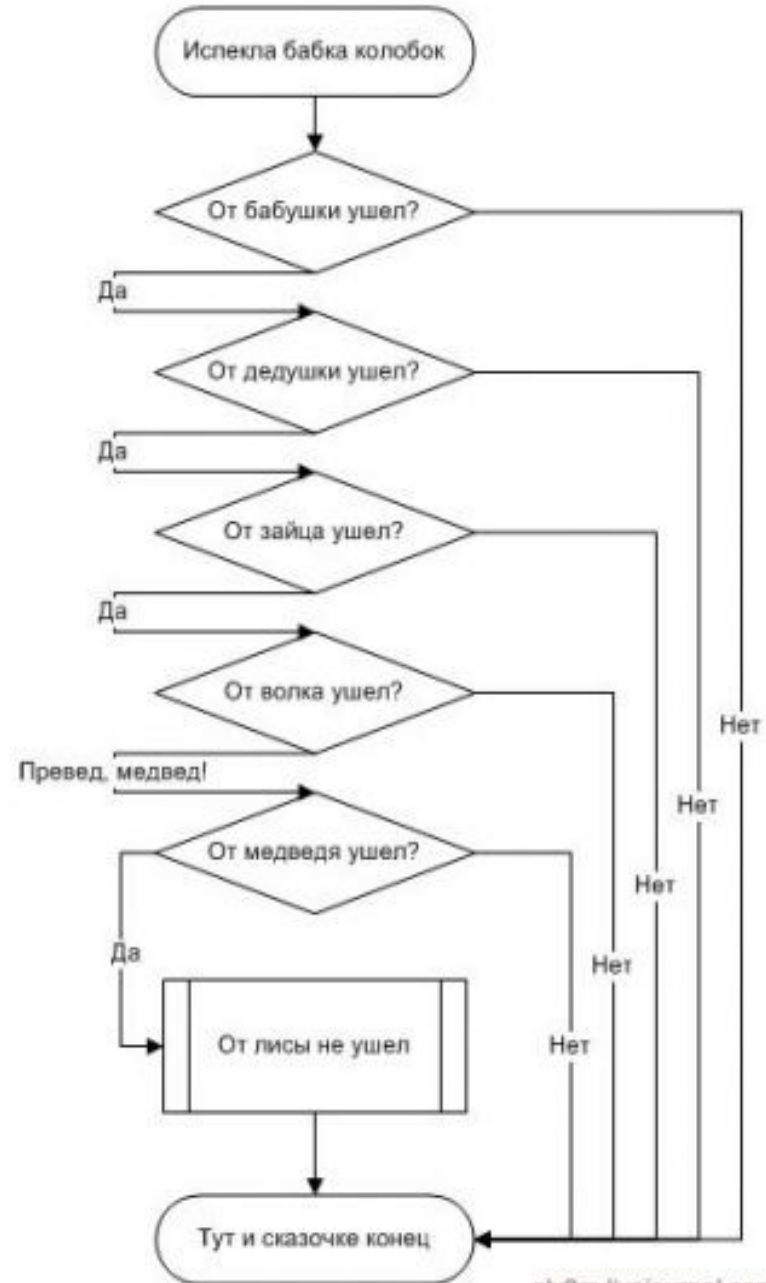 Испекла бабка колобок
От бабушки ушел?
Да
От дедушки ушел?
Да
От зайца ушел?
Да
От волка ушел?
Нет
Превед, медвед!
Нет
От медведя ушел?
Нет
Да
Нет
От лисы не ушел
Нет
Тут и сказочке конец